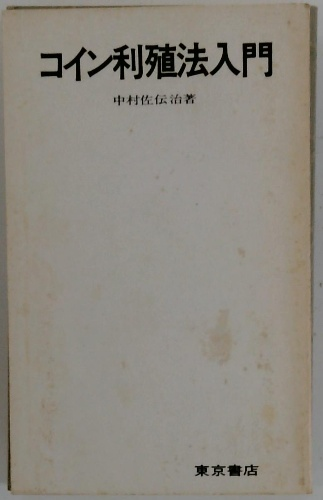 コイン利殖法入門
中村佐伝治著
東京書店